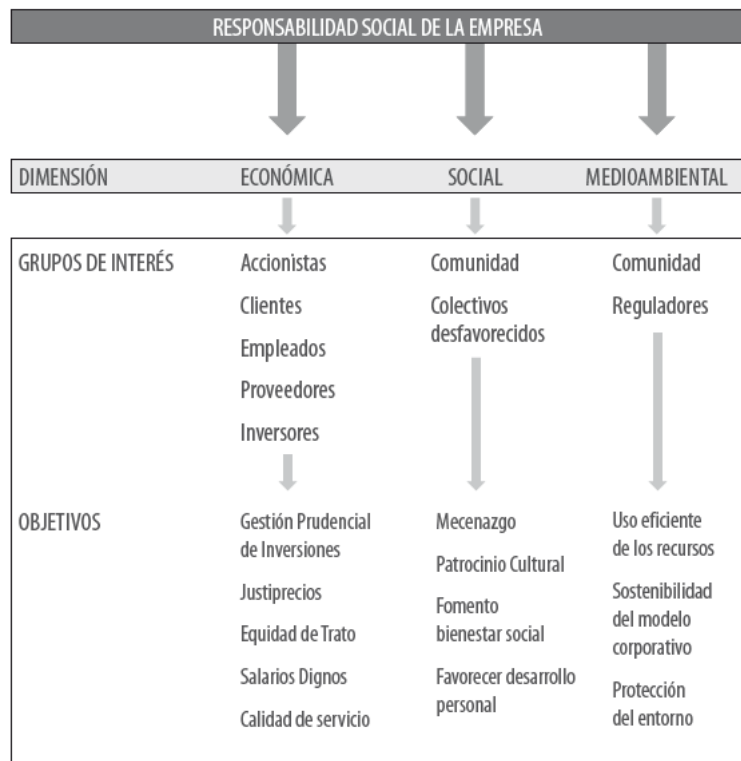 RESPONSABILIDAD SOCIAL DE LA EMPRESA
DIMENSIÓN ECONÓMICA SOCIAL MEDIOAMBIENTAL
GRUPOS DE INTERÉS
Accionistas
Clientes
Empleados
Proveedores
Inversores
Comunidad
Colectivos
desfavorecidos
Comunidad
Reguladores
OBJETIVOS
Gestión Prudencial
de Inversiones
Justiprecios
Equidad de Trato
Salarios Dignos
Calidad de servicio
Mecenazgo
Patrocinio Cultural
Fomento
bienestar social
Favorecer desarrollo
personal
Uso eficiente
de los recursos
Sostenibilidad
del modelo
corporativo
Protección
del entorno